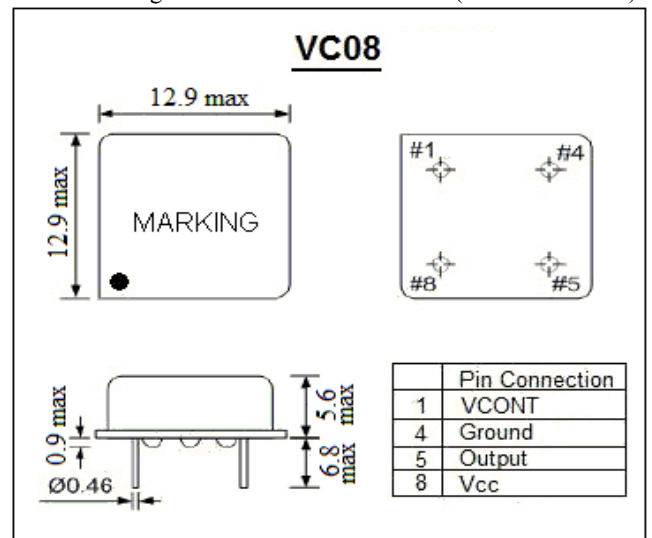 VC08
12.9 max
12.9 max
MARKING
#1
#4
#8
#5
0.9 max
Ø0.46
5.6 max
6.8 max
Pin Connection
1 VCONT
4 Ground
5 Output
8 Vcc